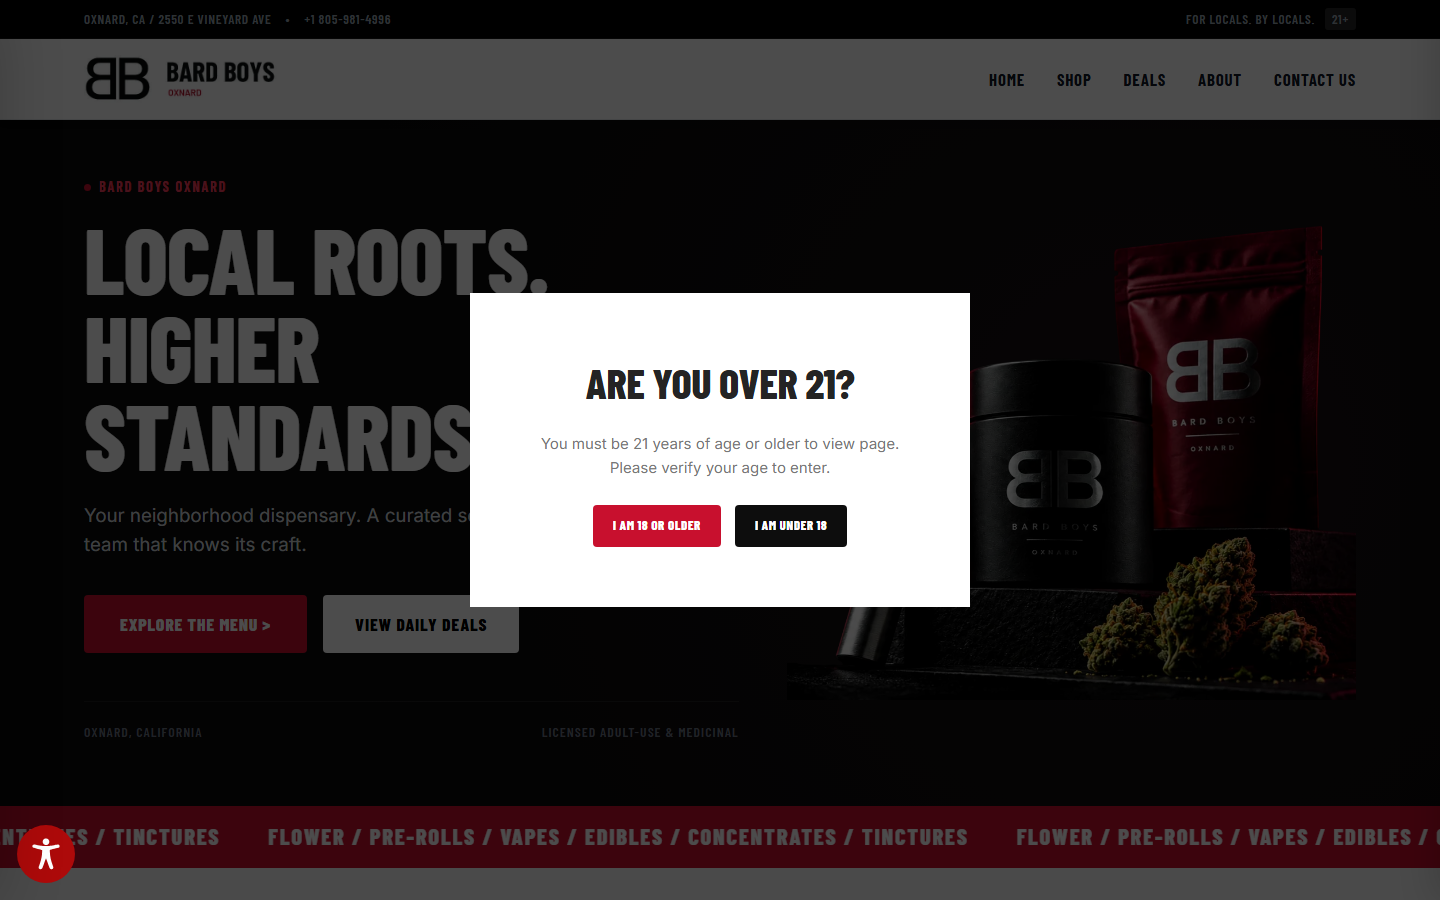 OXNARD, CA / 2550 E VINEYARD AVE • +1 805-981-4996
FOR LOCALS. BY LOCALS. 21+
BB BARD BOYS
OXNARD
HOME SHOP DEALS ABOUT CONTACT US
BARD BOYS OXNARD
LOCAL ROOTS.
HIGHER
STANDARDS
Your neighborhood dispensary. A curated
team that knows its craft.
EXPLORE THE MENU >
VIEW DAILY DEALS
OXNARD, CALIFORNIA
LICENSED ADULT-USE & MEDICINAL
ARE YOU OVER 21?
You must be 21 years of age or older to view page.
Please verify your age to enter.
I AM 18 OR OLDER
I AM UNDER 18
BB
BARD BOYS
OXNARD
BB
BARD BOYS
OXNARD
/ TINCTURES FLOWER / PRE-ROLLS / VAPES / EDIBLES / CONCENTRATES / TINCTURES FLOWER / PRE-ROLLS / VAPES / EDIBLES /